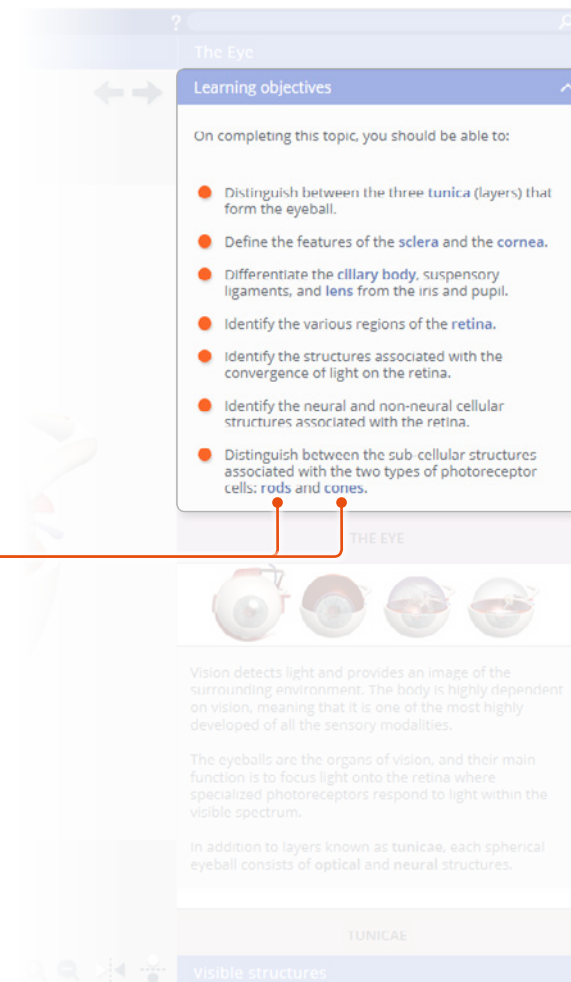 ?
The Eye
Learning objectives
On completing this topic, you should be able to:
Distinguish between the three tunica (layers) that
form the eyeball.
Define the features of the sclera and the cornea.
Differentiate the ciliary body, suspensory
ligaments, and lens from the iris and pupil.
Identify the various regions of the retina.
Identify the structures associated with the
convergence of light on the retina.
Identify the neural and non-neural cellular
structures associated with the retina.
Distinguish between the sub-cellular structures
associated with the two types of photoreceptor
cells: rods and cones.
THE EYE
Vision detects light and provides an image of the
surrounding environment. The body is highly dependent
on vision, meaning that it is one of the most highly
developed of all the sensory modalities.
The eyeballs are the organs of vision, and their main
function is to focus light onto the retina where
specialized photoreceptors respond to light within the
visible spectrum.
In addition to layers known as tunicae, each spherical
eyeball consists of optical and neural structures.
TUNICAE
Visible structures